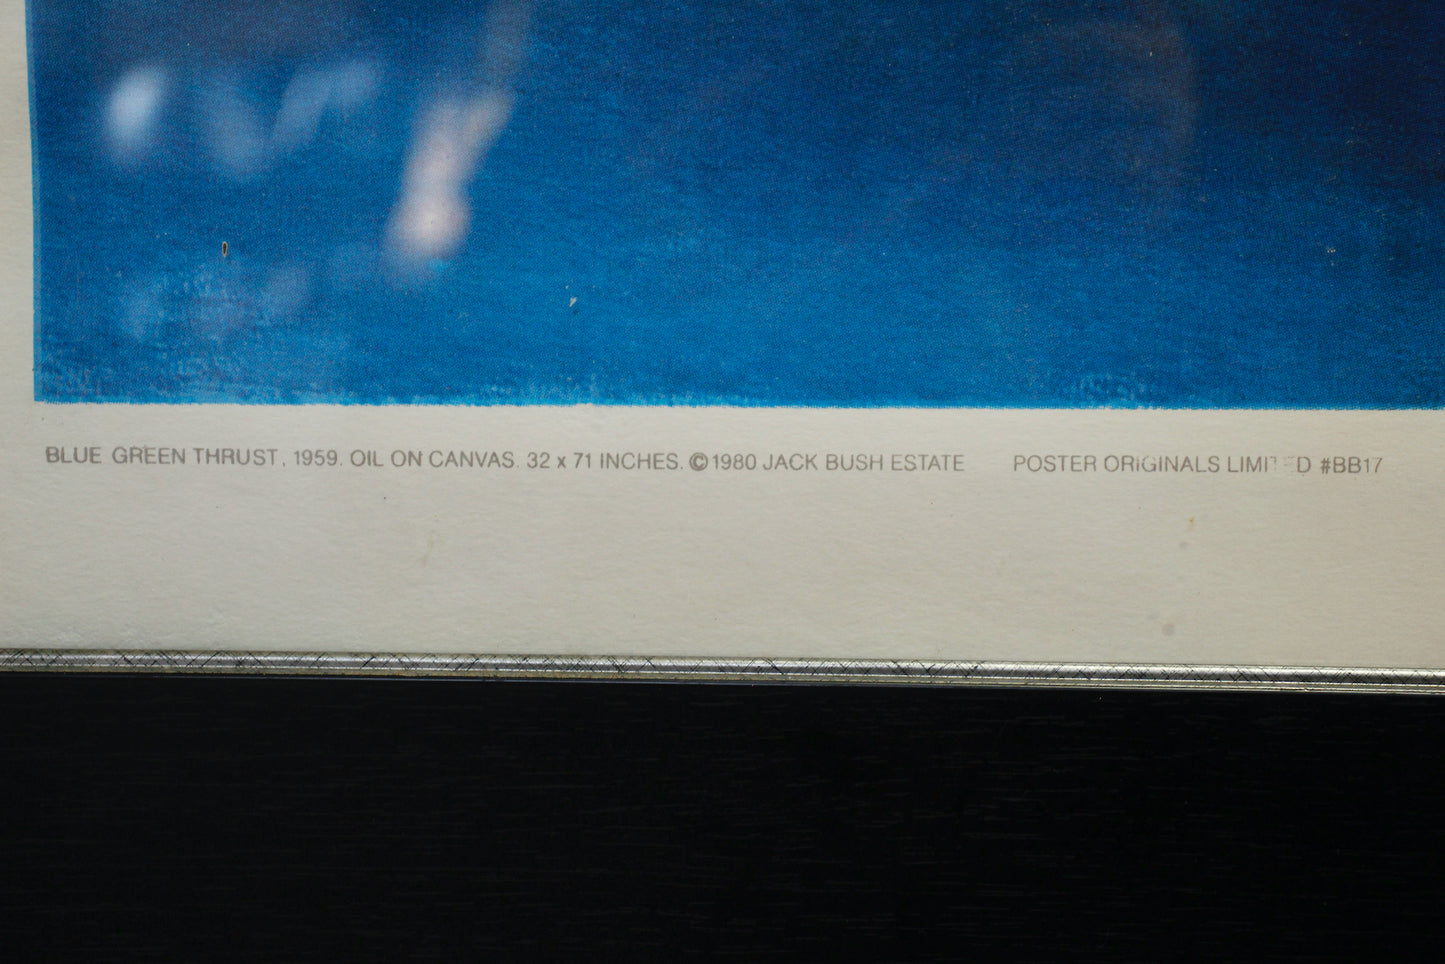 BLUE GREEN THRUST, 1959. OIL ON CANVAS. 32 x 71 INCHES. ©1980 JACK BUSH ESTATE POSTER ORIGINALS LIMITED #BB17